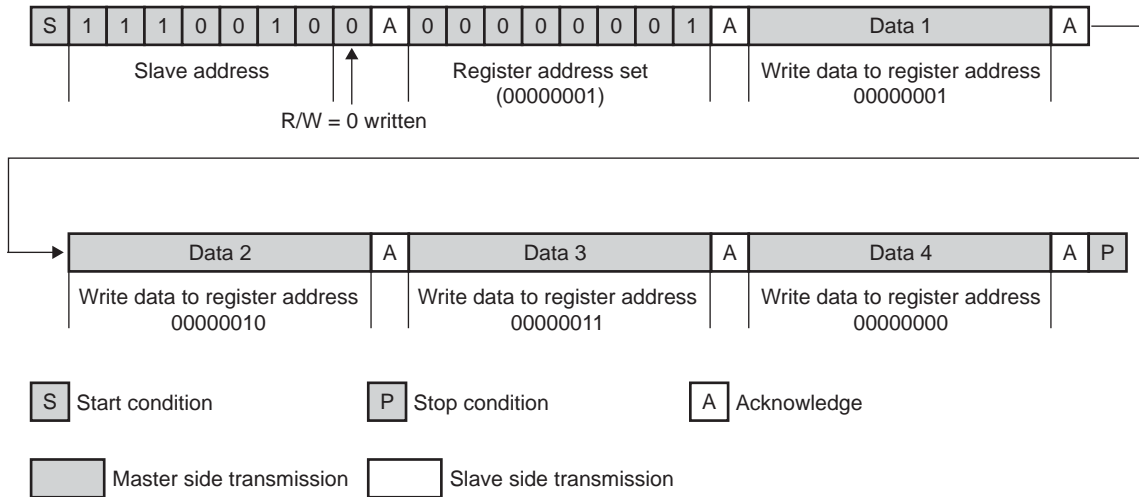 S 1 1 1 0 0 1 0 0 A 0 0 0 0 0 0 0 1 A Data 1 A
Slave address
R/W = 0 written
Register address set
(00000001)
Write data to register address
00000001
Data 2 A Data 3 A Data 4 A P
Write data to register address
00000010
Write data to register address
00000011
Write data to register address
00000000
S Start condition
P Stop condition
A Acknowledge
Master side transmission
Slave side transmission